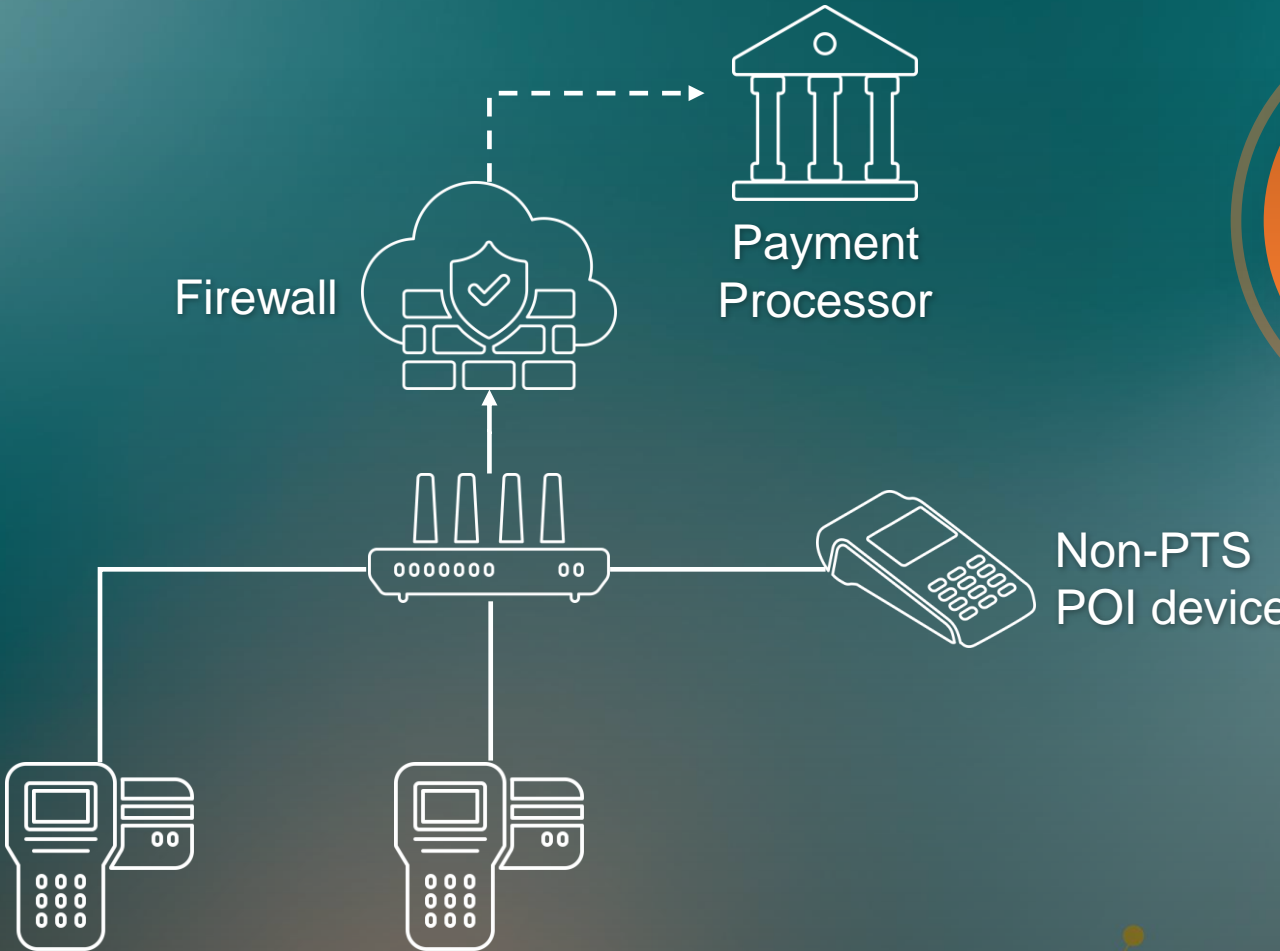 Payment
Processor
Firewall
Non-PTS
POI device